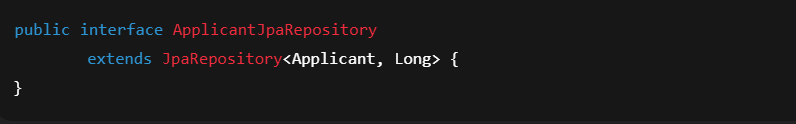 public interface ApplicantJpaRepository
        extends JpaRepository<Applicant, Long> {
}